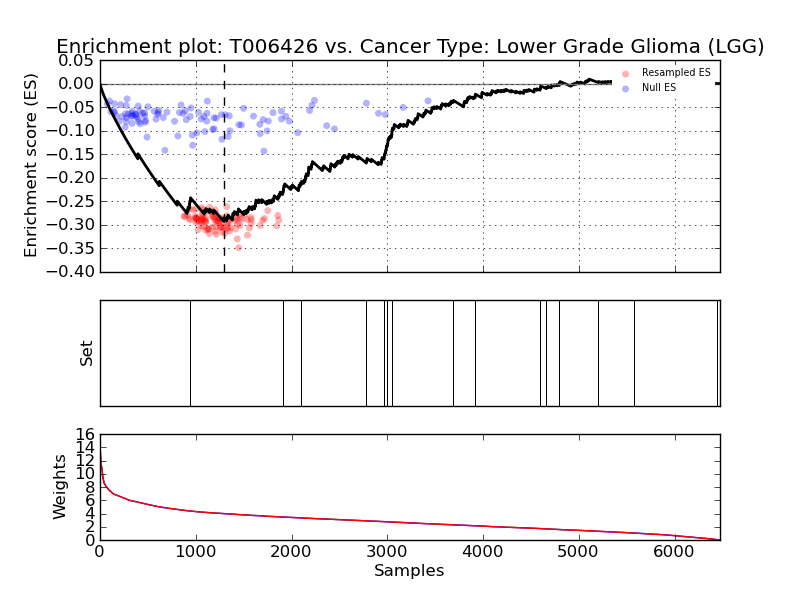 Enrichment plot: T006426 vs. Cancer Type: Lower Grade Glioma (LGG)
Enrichment score (ES)
0.05
0.00
−0.05
−0.10
−0.15
−0.20
−0.25
−0.30
−0.35
−0.40
Resampled ES
Null ES
Set
Weights
16
14
12
10
8
6
4
2
0
0 1000 2000 3000 4000 5000 6000
Samples